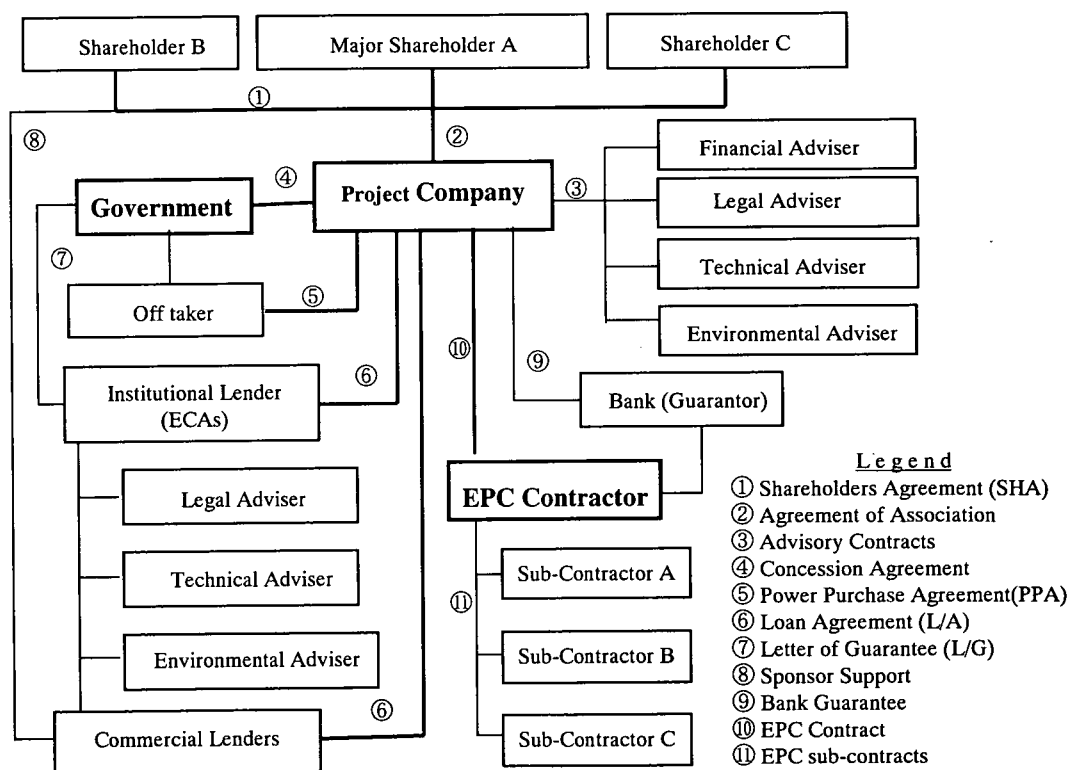 Shareholder B
Major Shareholder A
Shareholder C
①
⑧
②
Financial Adviser
④
Project Company
③
Government
Legal Adviser
⑦
Technical Adviser
Off taker
⑤
Environmental Adviser
⑩
⑨
Institutional Lender
(ECAs)
⑥
Bank (Guarantor)
EPC Contractor
Legal Adviser
Technical Adviser
Environmental Adviser
⑥
Commercial Lenders
Sub-Contractor A
⑪
Sub-Contractor B
Sub-Contractor C
Legend
① Shareholders Agreement (SHA)
② Agreement of Association
③ Advisory Contracts
④ Concession Agreement
⑤ Power Purchase Agreement(PPA)
⑥ Loan Agreement (L/A)
⑦ Letter of Guarantee (L/G)
⑧ Sponsor Support
⑨ Bank Guarantee
⑩ EPC Contract
⑪ EPC sub-contracts